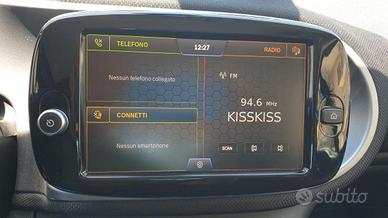 TELEFONO
12:27
RADIO
Nessun telefono collegato
FM
94.6 MHz
KISSKISS
CONNETTI
Nessun smartphone
SCAN
subito